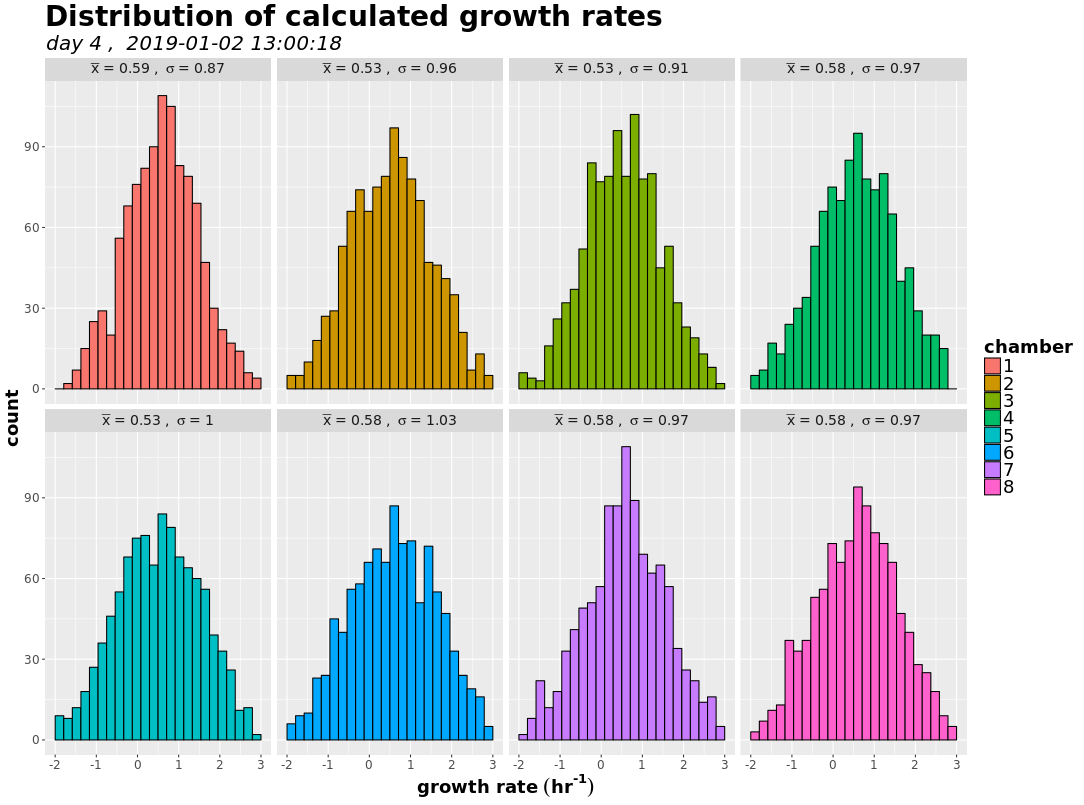 Distribution of calculated growth rates
day 4 ,  2019-01-02 13:00:18
x̅ = 0.59 ,  σ = 0.87
x̅ = 0.53 ,  σ = 0.96
x̅ = 0.53 ,  σ = 0.91
x̅ = 0.58 ,  σ = 0.97
90
60
30
0
x̅ = 0.53 ,  σ = 1
x̅ = 0.58 ,  σ = 1.03
x̅ = 0.58 ,  σ = 0.97
x̅ = 0.58 ,  σ = 0.97
90
60
30
0
-2 -1 0 1 2 3
-2 -1 0 1 2 3
-2 -1 0 1 2 3
-2 -1 0 1 2 3
count
growth rate (hr⁻¹)
chamber
1
2
3
4
5
6
7
8